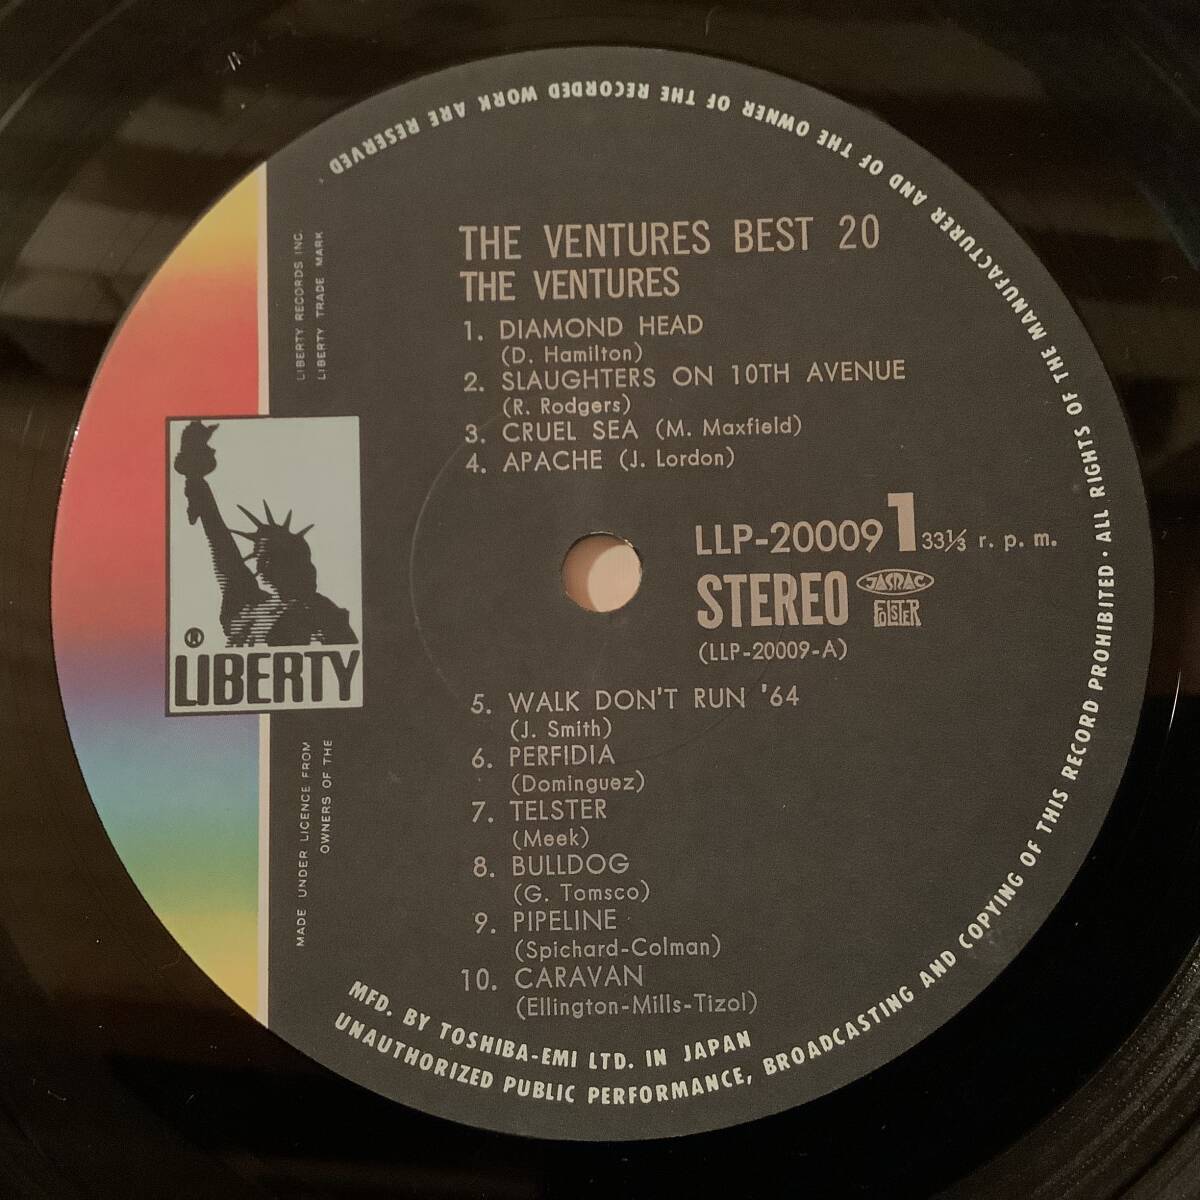 THE VENTURES BEST 20
THE VENTURES
1. DIAMOND HEAD
(D. Hamilton)
2. SLAUGHTERS ON 10TH AVENUE
(R. Rodgers)
3. CRUEL SEA (M. Maxfield)
4. APACHE (J. Lordon)
LLP-20009 1 33⅓ r. p. m.
STEREO JASRAC
FOLSTER
(LLP-20009-A)
5. WALK DON'T RUN '64
(J. Smith)
6. PERFIDIA
(Dominguez)
7. TELSTER
(Meek)
8. BULLDOG
(G. Tomsco)
9. PIPELINE
(Spichard-Colman)
10. CARAVAN
(Ellington-Mills-Tizol)
LIBERTY RECORDS INC.
LIBERTY TRADE MARK
®
LIBERTY
MADE UNDER LICENCE FROM
OWNERS OF THE
MFD. BY TOSHIBA-EMI LTD. IN JAPAN
UNAUTHORIZED PUBLIC PERFORMANCE, BROADCASTING AND COPYING OF THIS RECORD PROHIBITED · ALL RIGHTS OF THE MANUFACTURER AND OF THE OWNER OF THE RECORDED WORK ARE RESERVED